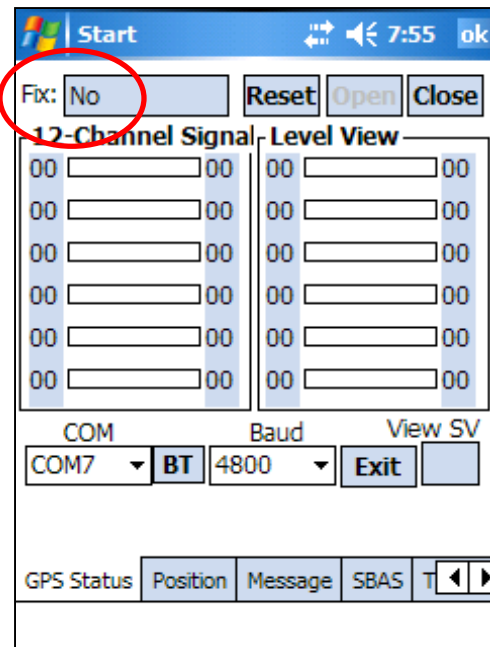 Start 7:55 ok
Fix: No Reset Open Close
12-Channel Signal Level View
00 00 00 00
00 00 00 00
00 00 00 00
00 00 00 00
00 00 00 00
00 00 00 00
COM Baud View SV
COM7 BT 4800 Exit
GPS Status Position Message SBAS T